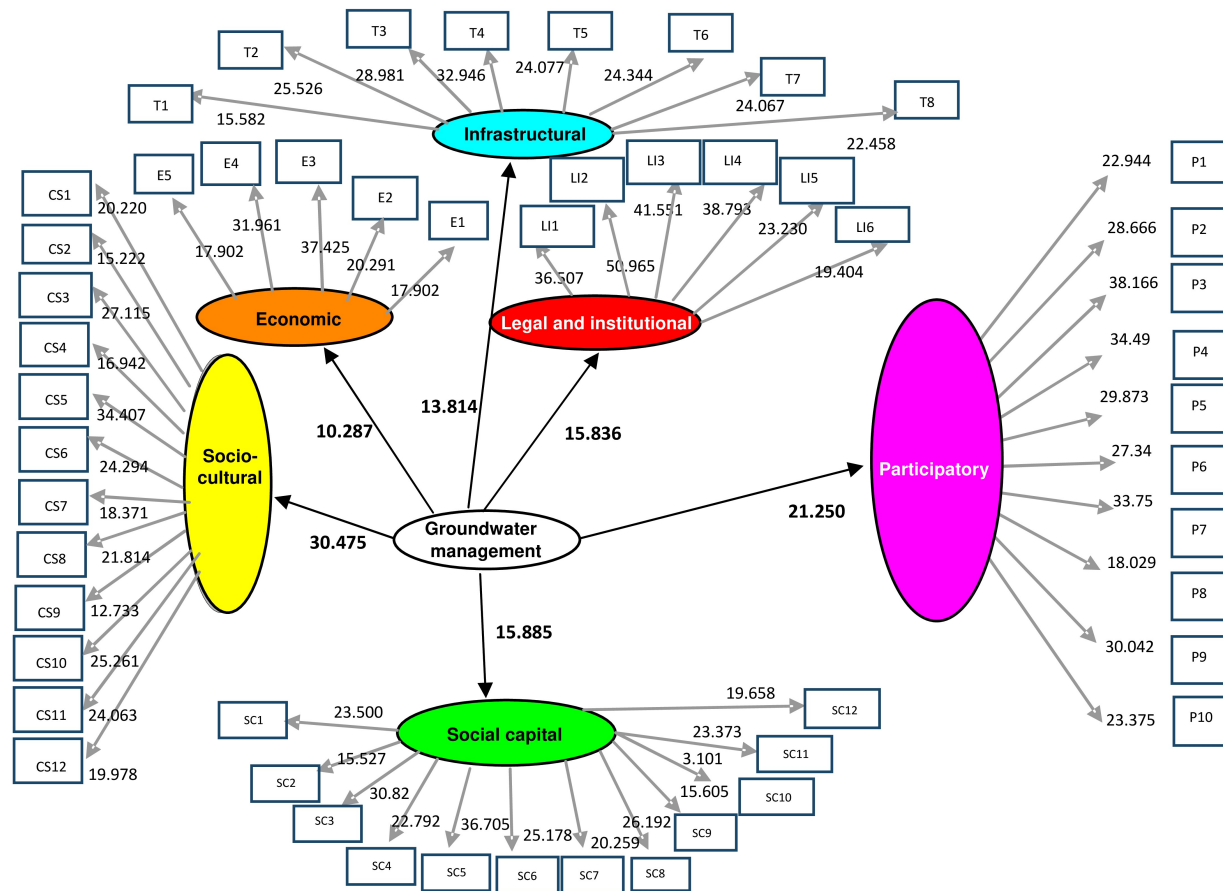 T3
T4
T5
T6
T2
T7
T8
T1
28.981
32.946
24.077
24.344
25.526
24.067
15.582
22.458
Infrastructural
E5
E4
E3
E2
E1
31.961
17.902
37.425
20.291
17.902
Economic
LI1
LI2
LI3
LI4
LI5
LI6
41.551
38.793
23.230
36.507
50.965
19.404
Legal and institutional
CS1
20.220
CS2
15.222
CS3
27.115
CS4
16.942
CS5
34.407
CS6
24.294
CS7
18.371
CS8
21.814
CS9
12.733
CS10
25.261
CS11
24.063
CS12
19.978
Socio-
cultural
22.944
P1
28.666
P2
38.166
P3
34.49
P4
29.873
P5
27.34
P6
33.75
P7
18.029
P8
30.042
P9
23.375
P10
Participatory
13.814
10.287
15.836
21.250
30.475
15.885
Groundwater
management
Social capital
SC1
23.500
19.658
SC12
SC2
15.527
23.373
SC11
SC3
30.82
3.101
SC10
SC4
22.792
15.605
SC9
SC5
36.705
SC6
25.178
SC7
20.259
SC8
26.192